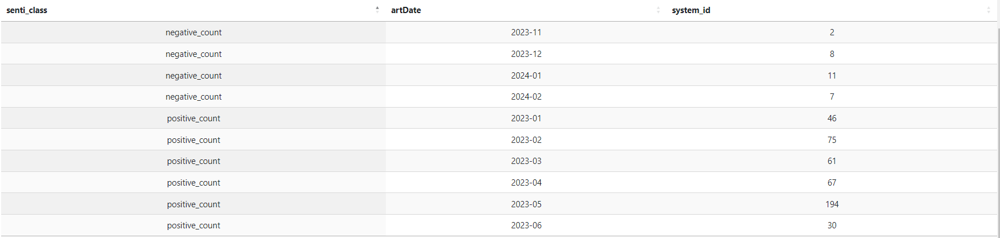 senti_class artDate system_id
negative_count 2023-11 2
negative_count 2023-12 8
negative_count 2024-01 11
negative_count 2024-02 7
positive_count 2023-01 46
positive_count 2023-02 75
positive_count 2023-03 61
positive_count 2023-04 67
positive_count 2023-05 194
positive_count 2023-06 30